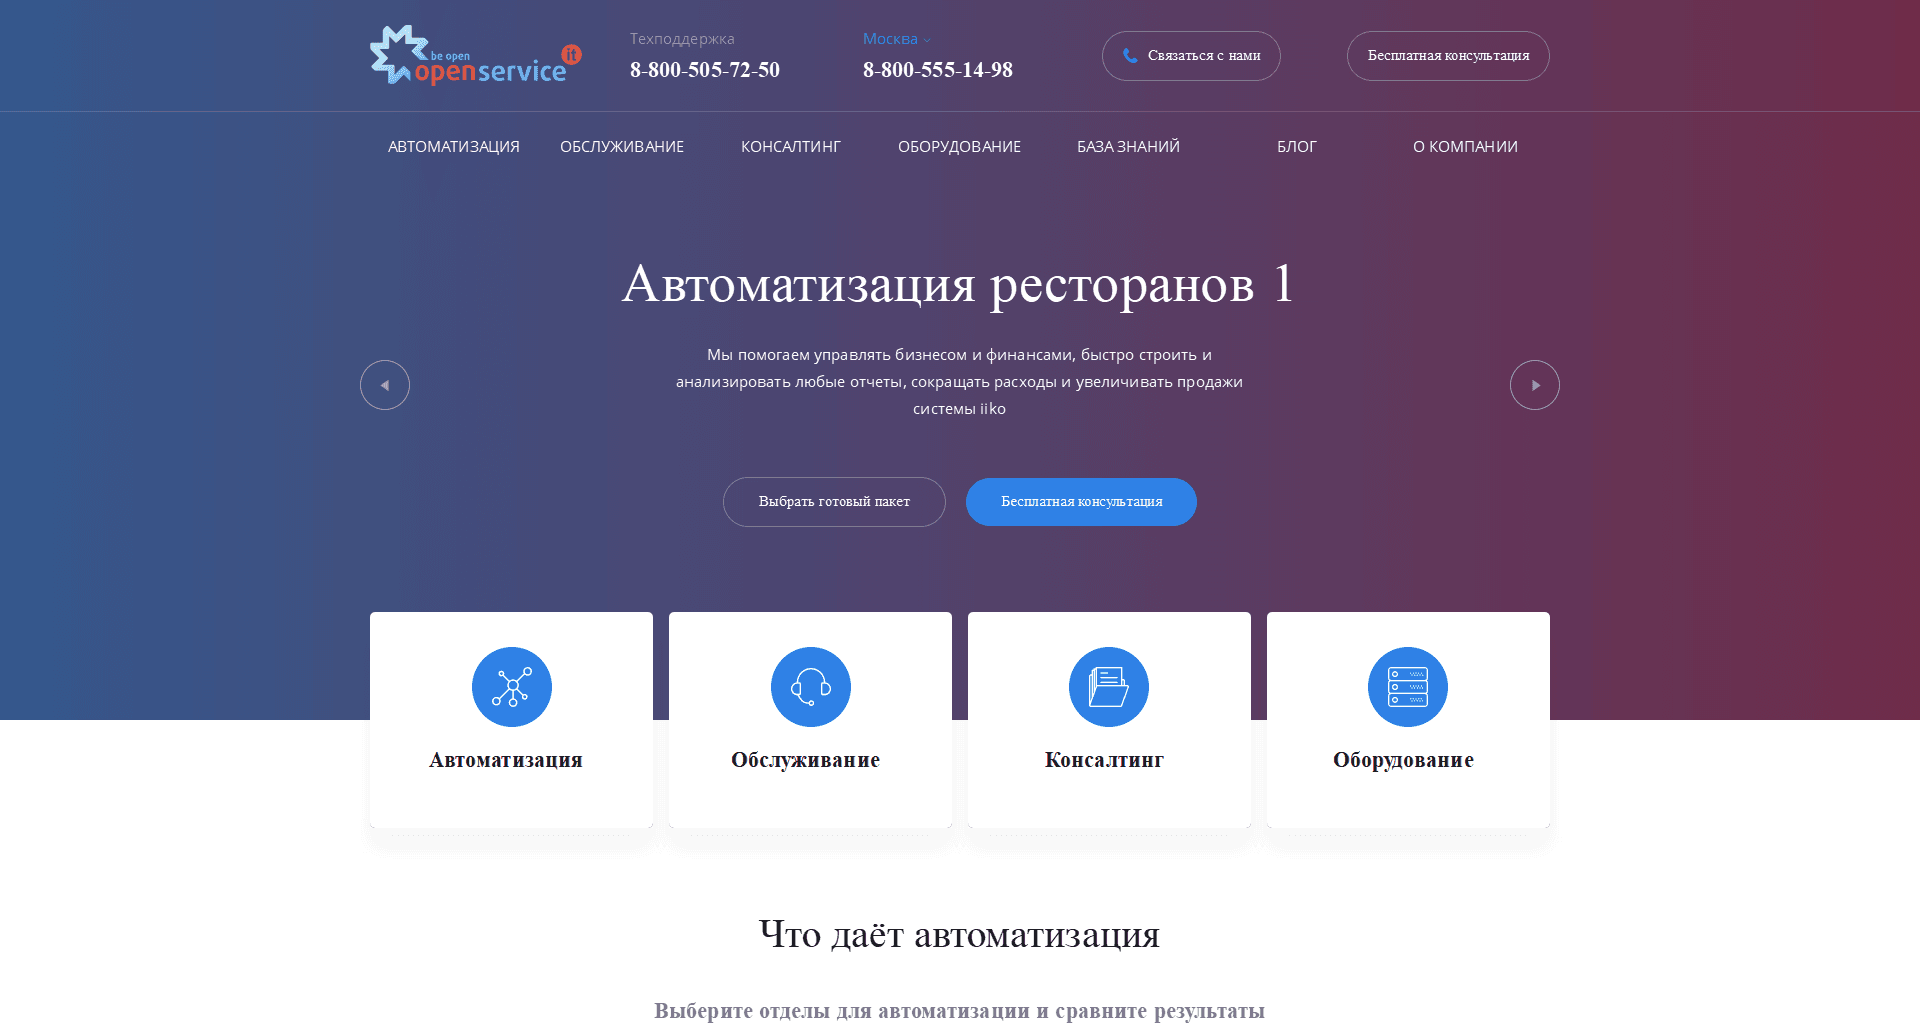 be open
openservice it
Техподдержка
8-800-505-72-50
Москва
8-800-555-14-98
Связаться с нами
Бесплатная консультация
АВТОМАТИЗАЦИЯ
ОБСЛУЖИВАНИЕ
КОНСАЛТИНГ
ОБОРУДОВАНИЕ
БАЗА ЗНАНИЙ
БЛОГ
О КОМПАНИИ
Автоматизация ресторанов 1
Мы помогаем управлять бизнесом и финансами, быстро строить и
анализировать любые отчеты, сокращать расходы и увеличивать продажи
системы iiko
Выбрать готовый пакет
Бесплатная консультация
Автоматизация
Обслуживание
Консалтинг
Оборудование
Что даёт автоматизация
Выберите отделы для автоматизации и сравните результаты